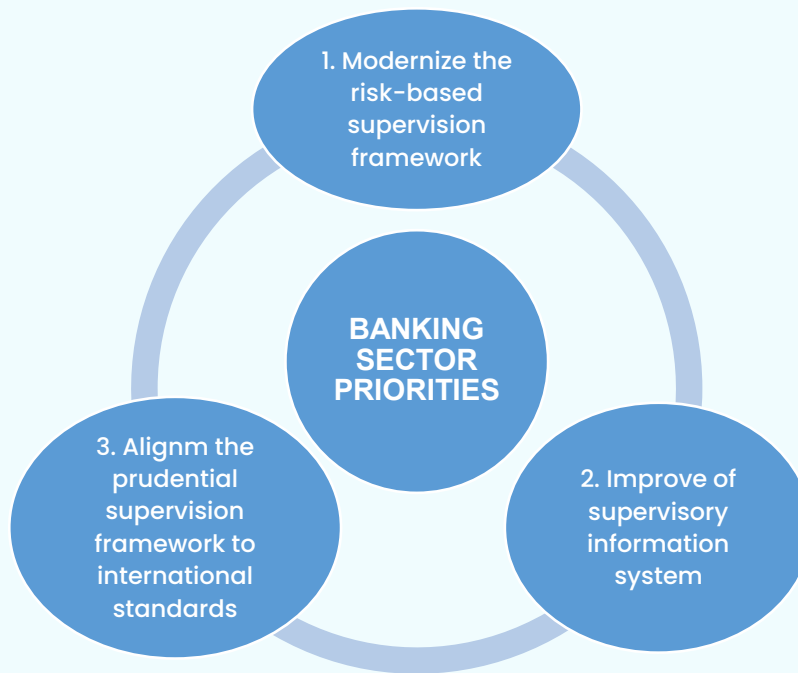 1. Modernize the
risk-based
supervision
framework
BANKING
SECTOR
PRIORITIES
3. Alignm the
prudential
supervision
framework to
international
standards
2. Improve of
supervisory
information
system